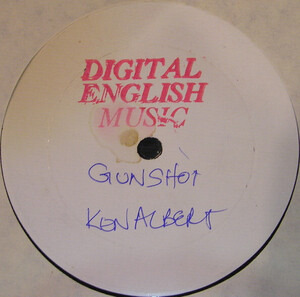 DIGITAL
ENGLISH
MUSIC
GUNSHOT
KEN ALBERT